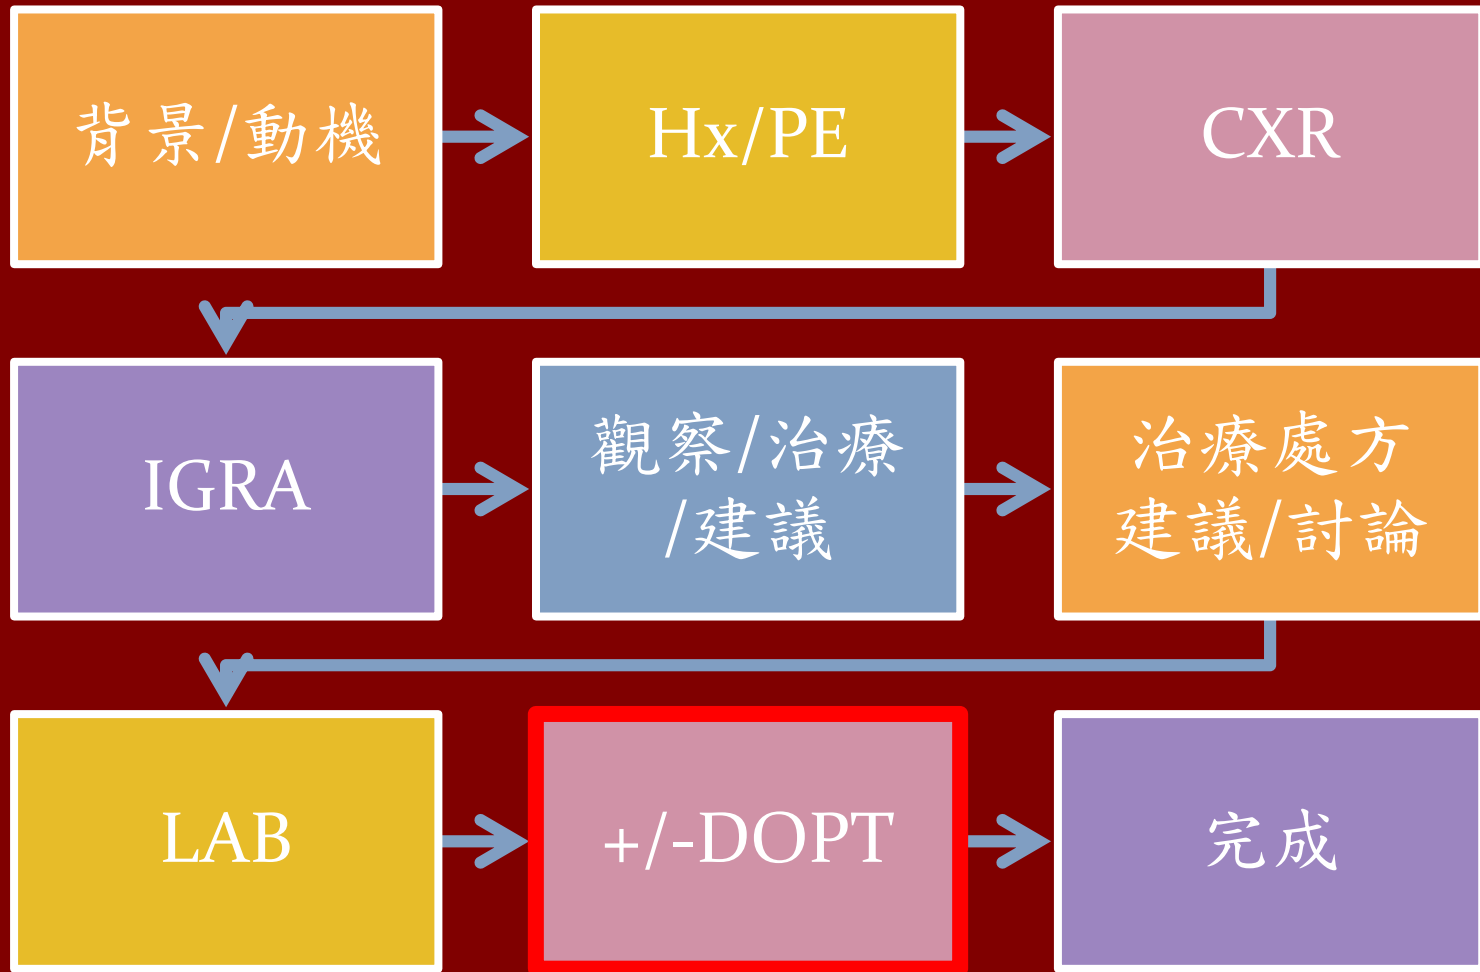 背景/動機
Hx/PE
CXR
IGRA
觀察/治療
/建議
治療處方
建議/討論
LAB
+/-DOPT
完成